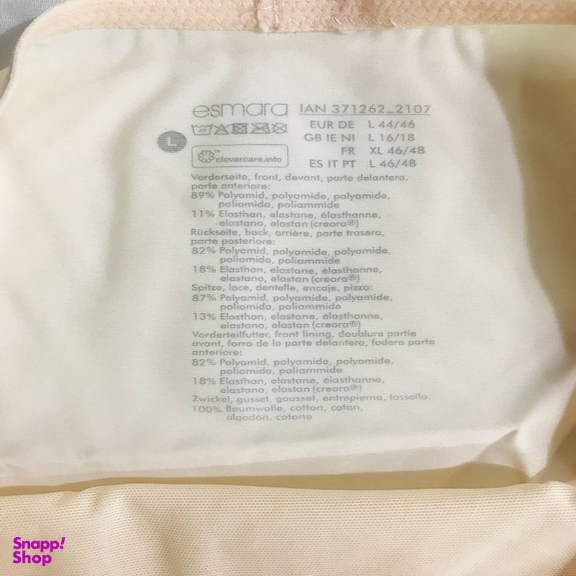 esmara IAN 371262_2107
EUR DE L 44/46
GB IE NI L 16/18
FR XL 46/48
ES IT PT L 46/48
L
clevercare.info
Vorderseite, front, devant, parte delantera,
parte anteriore:
89% Polyamid, polyamide, polyamide,
poliamida, poliammide
11% Elasthan, elastane, élasthanne,
elastano, elastan (creora®)
Rückseite, back, arrière, parte trasera,
parte posteriore:
82% Polyamid, polyamide, polyamide,
poliamida, poliammide
18% Elasthan, elastane, élasthanne,
elastano, elastan (creora®)
Spitze, lace, dentelle, encaje, pizzo:
87% Polyamid, polyamide, polyamide,
poliamida, poliammide
13% Elasthan, elastane, élasthanne,
elastano, elastan (creora®)
Vorderteilfutter, front lining, doublure partie
avant, forro de la parte delantera, fodera parte
anteriore:
82% Polyamid, polyamide, polyamide,
poliamida, poliammide
18% Elasthan, elastane, élasthanne,
elastano, elastan (creora®)
Zwickel, gusset, gousset, entrepierna, tassello:
100% Baumwolle, cotton, coton,
algodón, cotone
Snapp!
Shop